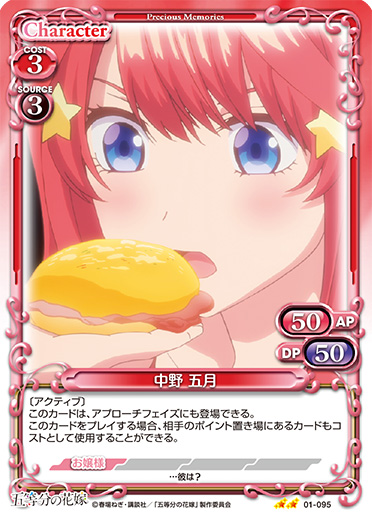 Precious Memories
Character
COST
3
SOURCE
3
50 AP
DP 50
中野 五月
［アクティブ］
このカードは、アプローチフェイズにも登場できる。
このカードをプレイする場合、相手のポイント置き場にあるカードもコ
ストとして使用することができる。
お嬢様
…彼は？
五等分の花嫁
©春場ねぎ・講談社／「五等分の花嫁」製作委員会
01-095